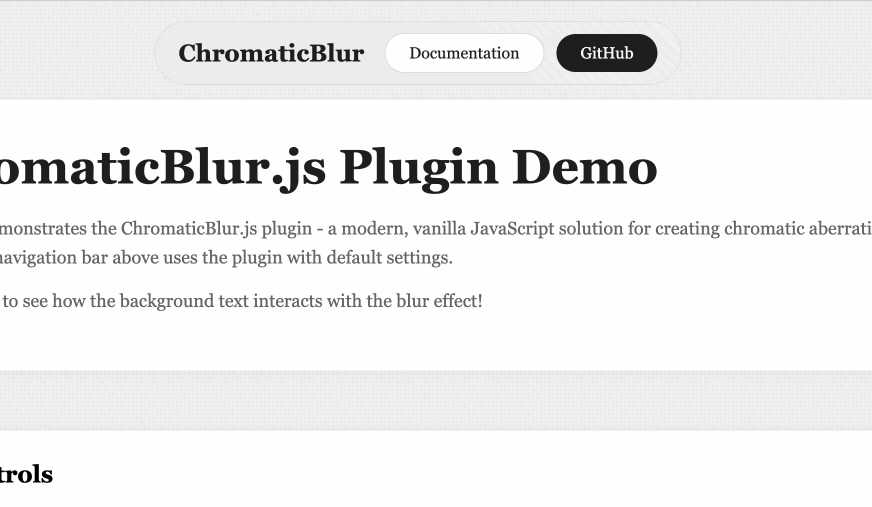 ChromaticBlur Documentation GitHub
omaticBlur.js Plugin Demo
monstrates the ChromaticBlur.js plugin - a modern, vanilla JavaScript solution for creating chromatic aberrati
navigation bar above uses the plugin with default settings.
to see how the background text interacts with the blur effect!
trols